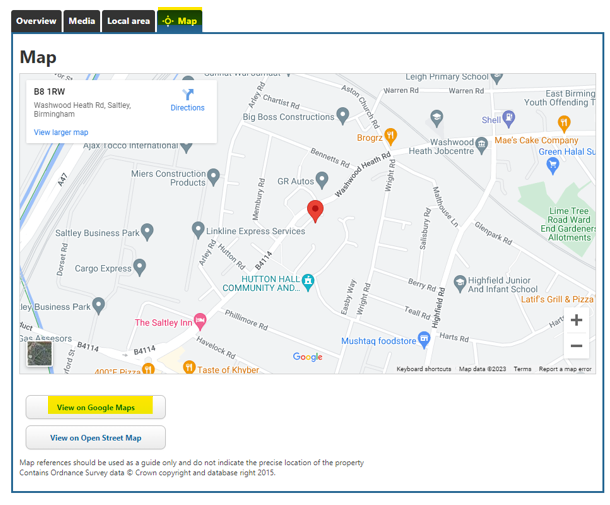 Overview
Media
Local area
Map
Map
B8 1RW
Washwood Heath Rd, Saltley,
Birmingham
Directions
View larger map
Leigh Primary School
Warren Rd
Warren Rd
East Birming
Youth Offending T
Arley Rd
Chartist Rd
Aston Church Rd
Big Boss Constructions
Shell
Brogrz
Washwood
Heath Jobcentre
Mae's Cake Company
Ajax Tocco International
Bennetts Rd
Washwood Heath Rd
Green Halal Su
A47
Miers Construction
Products
GR Autos
Membury Rd
Wright Rd
Malthouse Ln
Lime Tree
Road Ward
End Gardeners
Allotments
Saltley Business Park
Linkline Express Services
Salisbury Rd
Glenpark Rd
Dorset Rd
Arley Rd
Hutton Rd
B4114
Cargo Express
HUTTON HALL
COMMUNITY AND...
Easby Way
Wright Rd
Berry Rd
Highfield Junior
And Infant School
ley Business Park
Latif's Grill & Pizza
Teall Rd
Highfield Rd
The Saltley Inn
Phillimore Rd
Harts Rd
Hart
Gas Assessors
Mushtaq foodstore
B4114
B4114
Havelock Rd
Google
400°F Pizza
Taste of Khyber
Keyboard shortcuts
Map data ©2023
Terms
Report a map error
View on Google Maps
View on Open Street Map
Map references should be used as a guide only and do not indicate the precise location of the property
Contains Ordnance Survey data © Crown copyright and database right 2015.